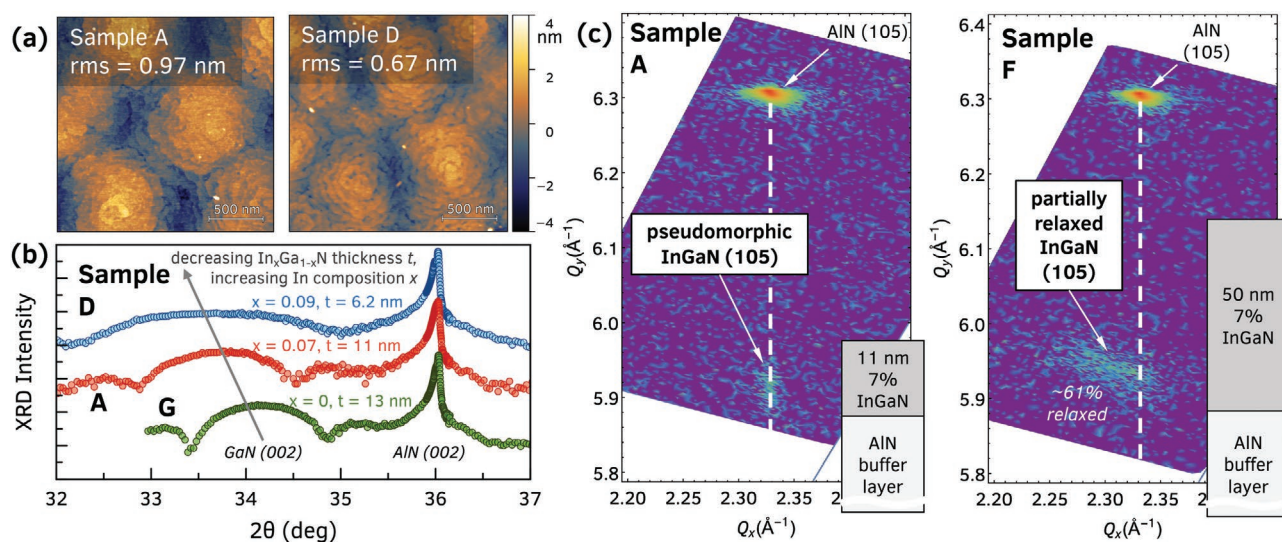 (a)
Sample A
rms = 0.97 nm
500 nm
Sample D
rms = 0.67 nm
500 nm
4
nm
2
0
−2
−4
(b)
Sample
D
decreasing InxGa1-xN thickness t,
increasing In composition x
x = 0.09, t = 6.2 nm
x = 0.07, t = 11 nm
A
G
x = 0, t = 13 nm
GaN (002)
AlN (002)
XRD Intensity
32
33
34
35
36
37
2θ (deg)
(c)
Sample
A
AlN
(105)
pseudomorphic
InGaN (105)
11 nm
7%
InGaN
AlN
buffer
layer
6.4
6.3
6.2
6.1
6.0
5.9
5.8
Qy(Å−1)
2.20
2.25
2.30
2.35
2.40
Qx(Å−1)
Sample
F
AlN
(105)
partially
relaxed
InGaN
(105)
~61%
relaxed
50 nm
7%
InGaN
AlN
buffer
layer
6.4
6.3
6.2
6.1
6.0
5.9
5.8
Qy(Å−1)
2.20
2.25
2.30
2.35
2.40
Qx(Å−1)